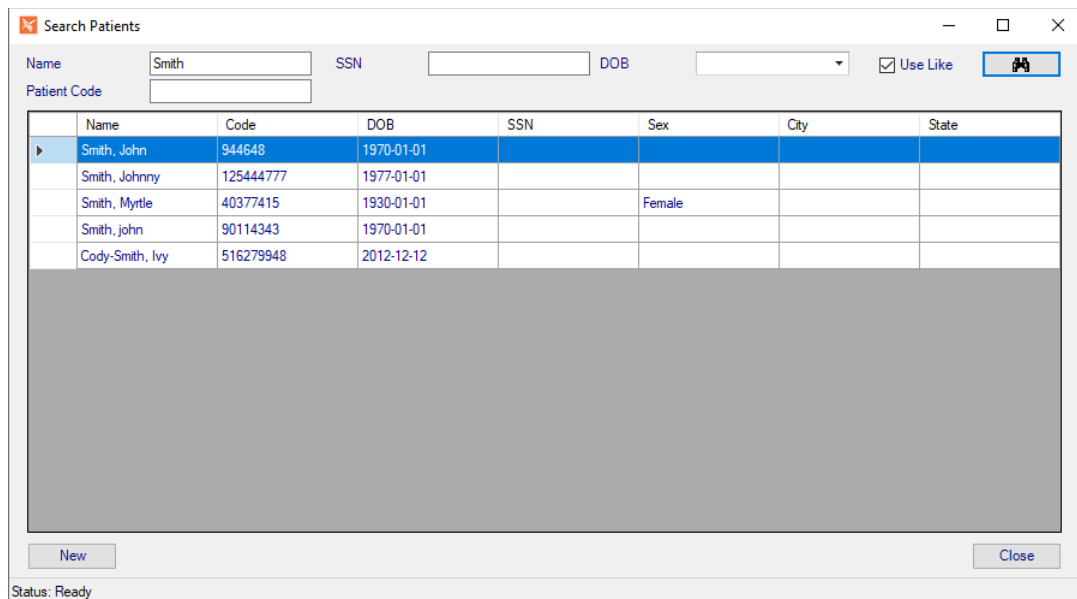 Search Patients
Name Smith SSN DOB Use Like
Patient Code
Name Code DOB SSN Sex City State
Smith, John 944648 1970-01-01
Smith, Johnny 125444777 1977-01-01
Smith, Myrtle 40377415 1930-01-01 Female
Smith, john 90114343 1970-01-01
Cody-Smith, Ivy 516279948 2012-12-12
New Close
Status: Ready